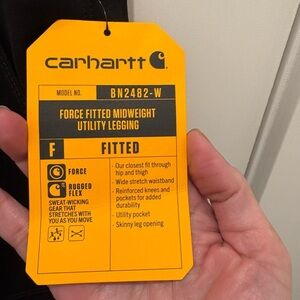 carhartt
MODEL NO. BN2482-W
FORCE FITTED MIDWEIGHT
UTILITY LEGGING
F FITTED
FORCE
RUGGED
FLEX
SWEAT-WICKING
GEAR THAT
STRETCHES WITH
YOU AS YOU MOVE
· Our closest fit through
hip and thigh
· Wide stretch waistband
· Reinforced knees and
pockets for added
durability
· Utility pocket
· Skinny leg opening